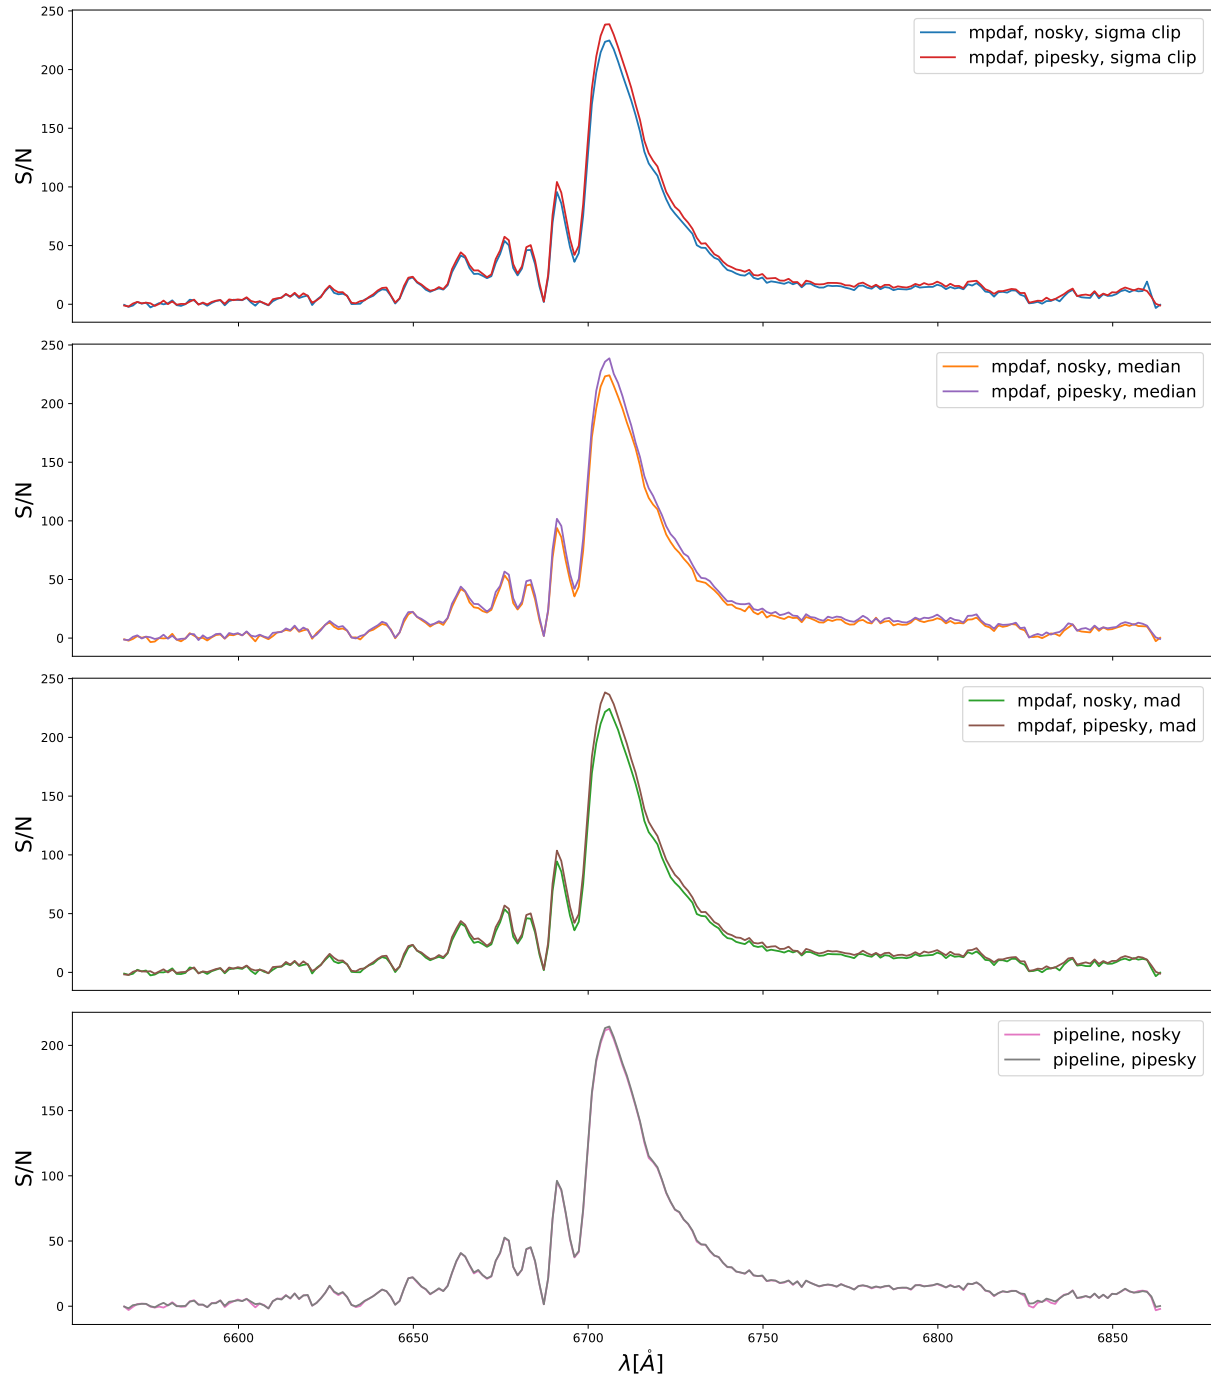 250
200
150
100
50
0
S/N
mpdaf, nosky, sigma clip
mpdaf, pipesky, sigma clip
250
200
150
100
50
0
S/N
mpdaf, nosky, median
mpdaf, pipesky, median
250
200
150
100
50
0
S/N
mpdaf, nosky, mad
mpdaf, pipesky, mad
200
150
100
50
0
S/N
pipeline, nosky
pipeline, pipesky
6600 6650 6700 6750 6800 6850
λ[Å]